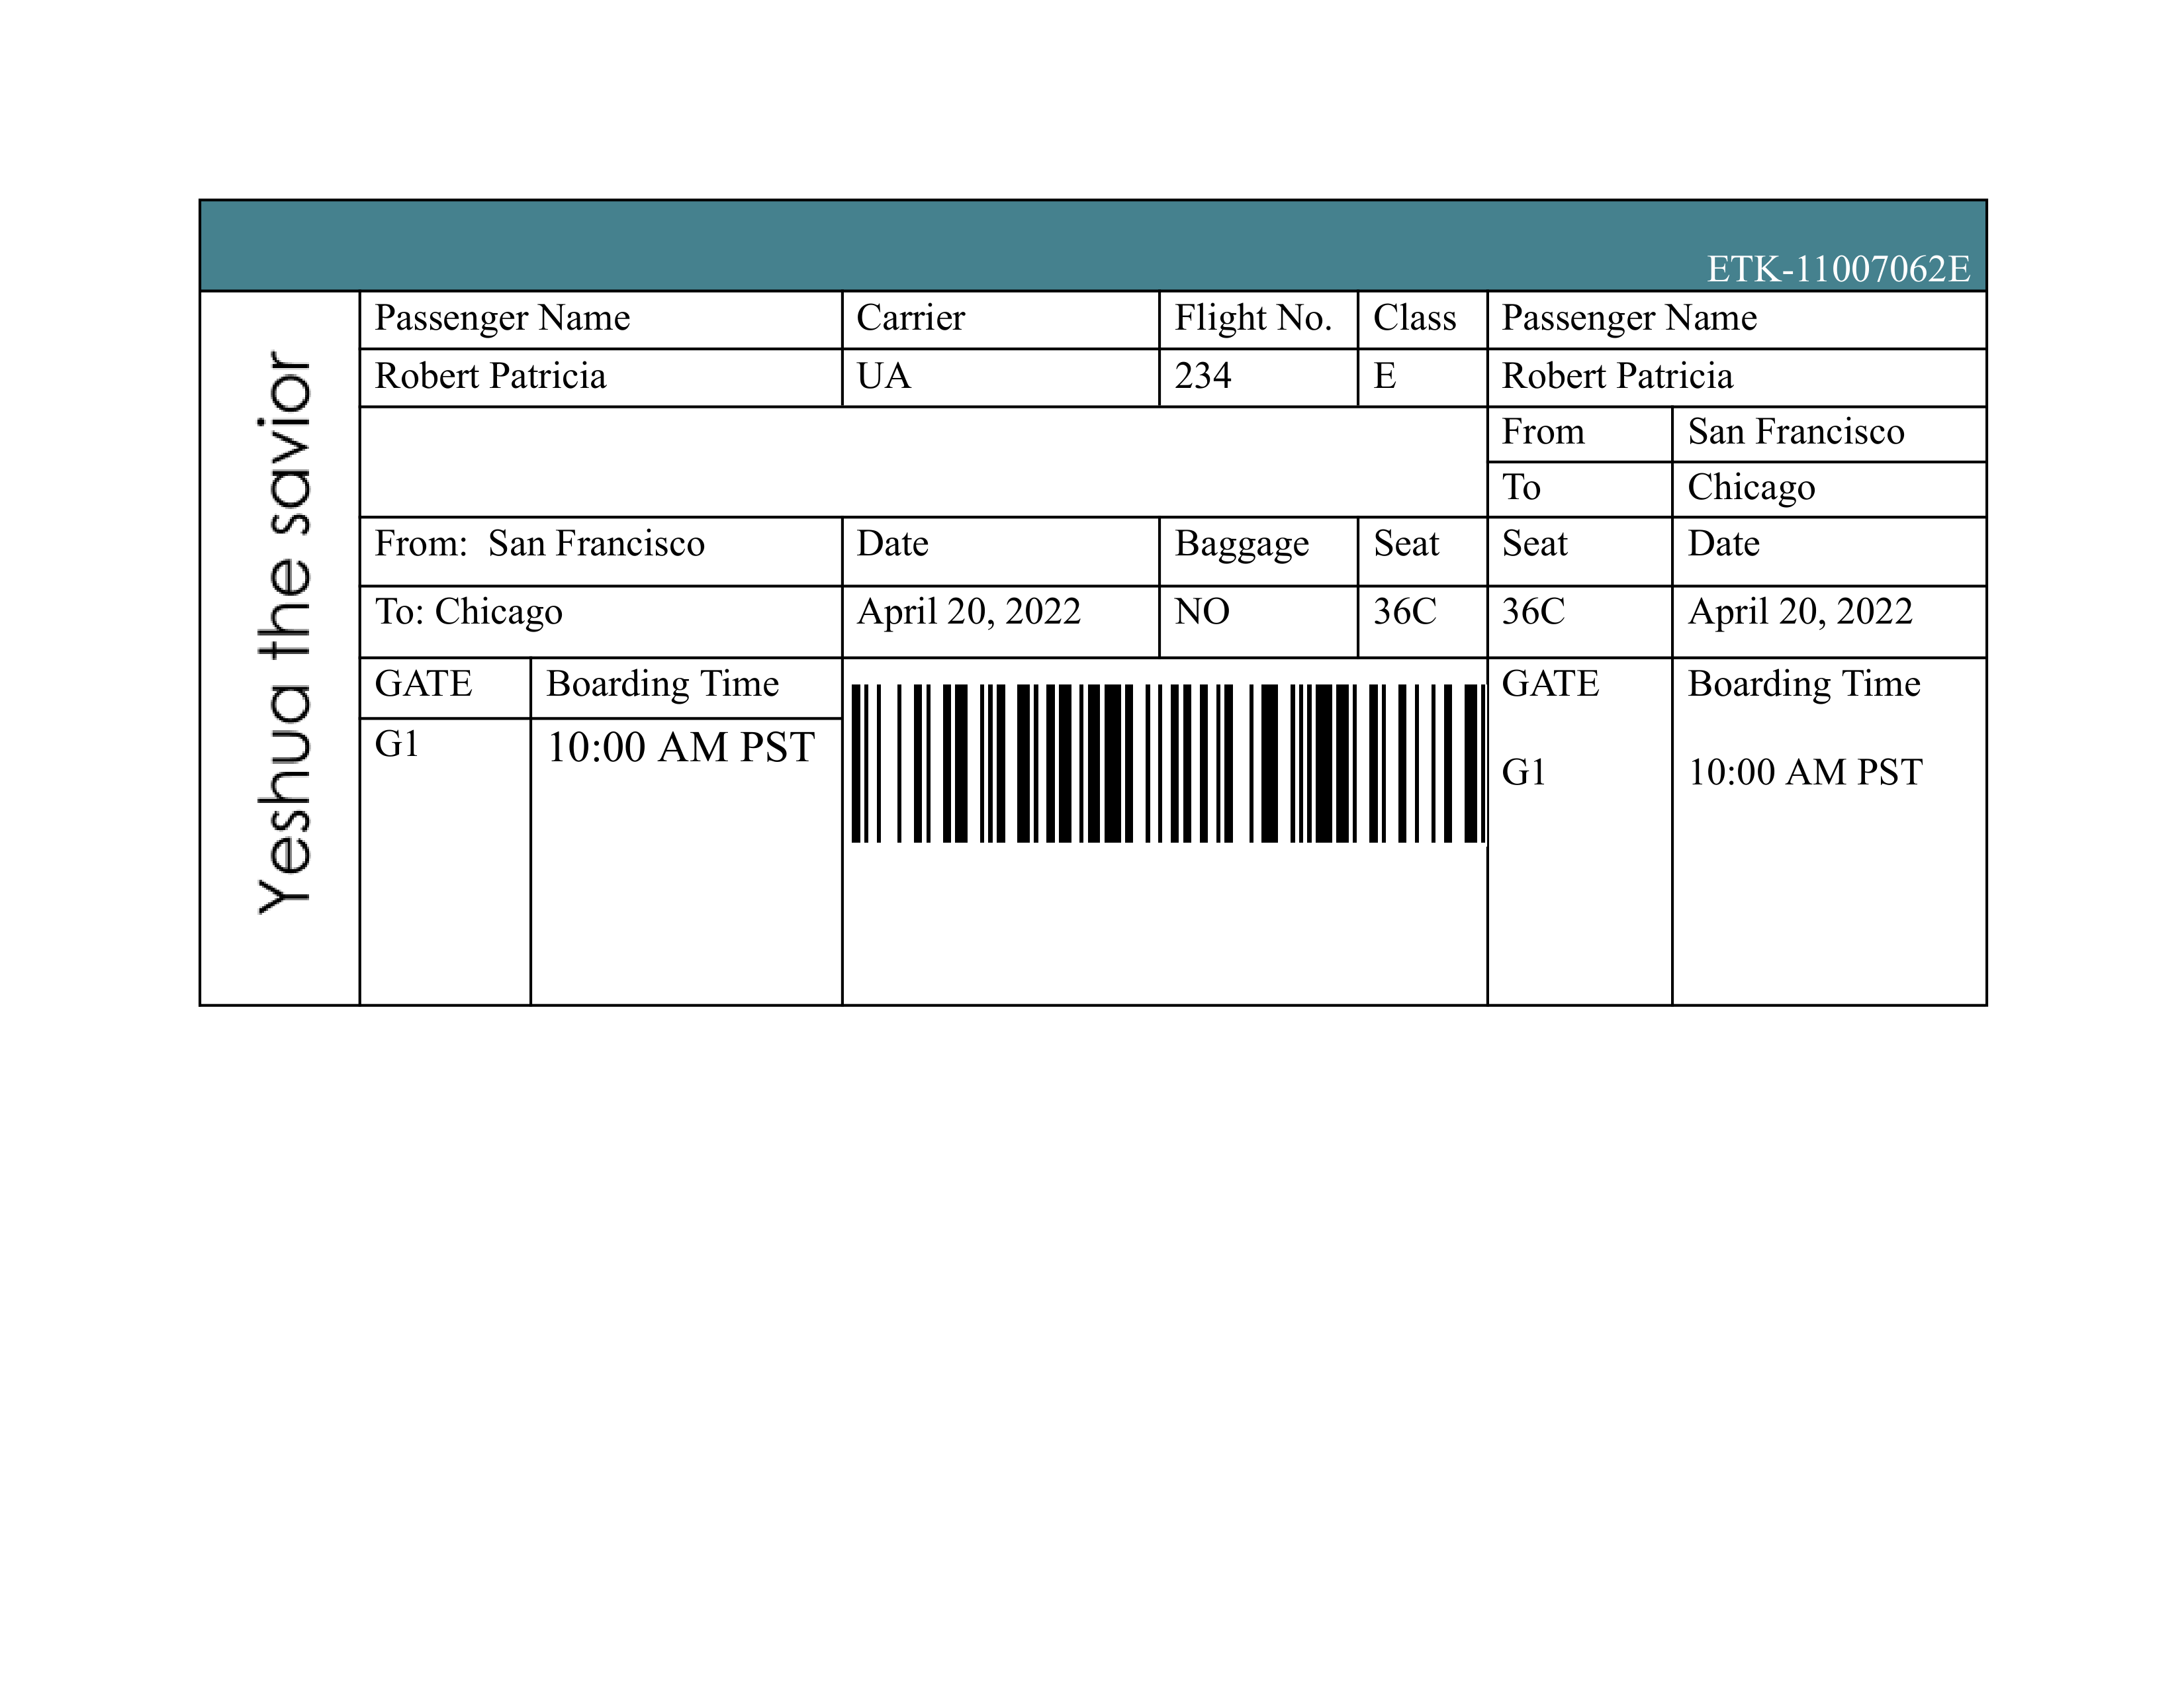 ETK-11007062E
Yeshua the savior
Passenger Name Carrier Flight No. Class Passenger Name
Robert Patricia UA 234 E Robert Patricia
From San Francisco
To Chicago
From: San Francisco Date Baggage Seat Seat Date
To: Chicago April 20, 2022 NO 36C 36C April 20, 2022
GATE Boarding Time GATE Boarding Time
G1 10:00 AM PST G1 10:00 AM PST